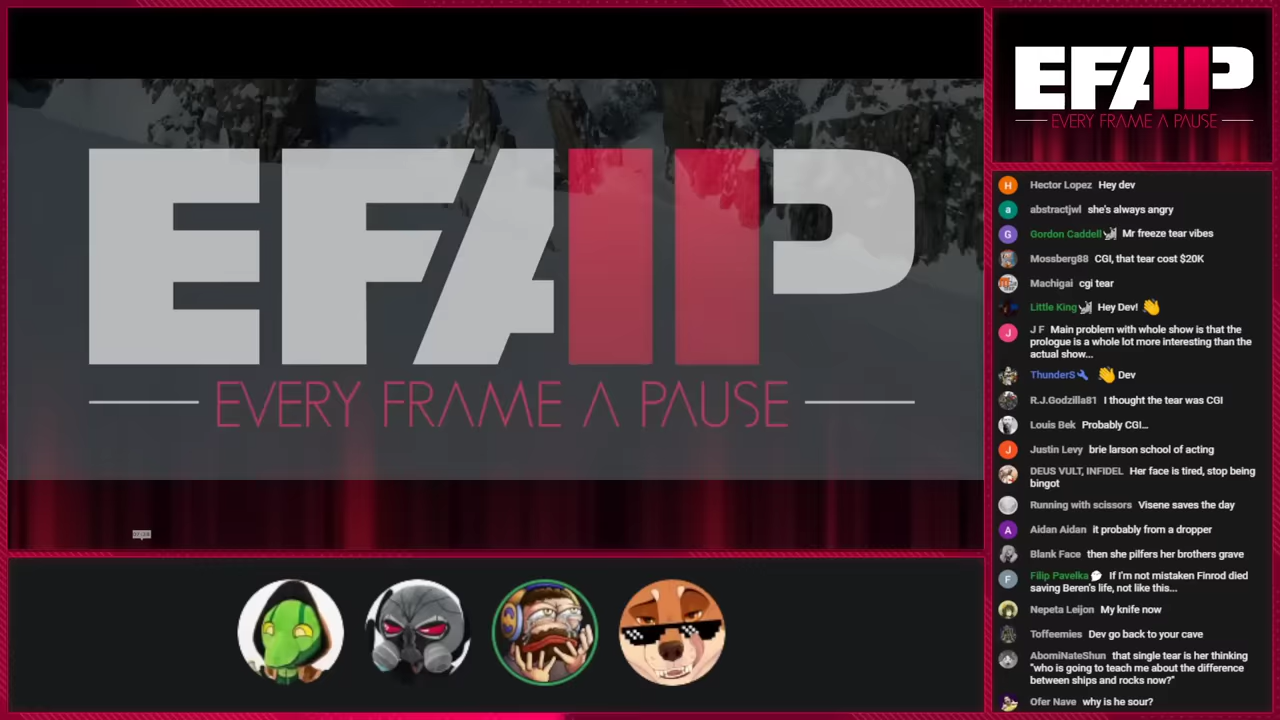 EFAP
EVERY FRAME A PAUSE
EFAP
EVERY FRAME A PAUSE
Hector Lopez Hey dev
abstractjwl she's always angry
Gordon Caddell Mr freeze tear vibes
Mossberg88 CGI, that tear cost $20K
Machigai cgi tear
Little King Hey Dev! 👋
J F Main problem with whole show is that the
prologue is a whole lot more interesting than the
actual show...
ThunderS 👋 Dev
R.J.Godzilla81 I thought the tear was CGI
Louis Bek Probably CGI...
Justin Levy brie larson school of acting
DEUS VULT, INFIDEL Her face is tired, stop being
bingot
Running with scissors Visene saves the day
Aidan Aidan it probably from a dropper
Blank Face then she pilfers her brothers grave
Filip Pavelka If I'm not mistaken Finrod died
saving Beren's life, not like this...
Nepeta Leijon My knife now
Toffeemies Dev go back to your cave
AbomiNateShun that single tear is her thinking
"who is going to teach me about the difference
between ships and rocks now?"
Ofer Nave why is he sour?